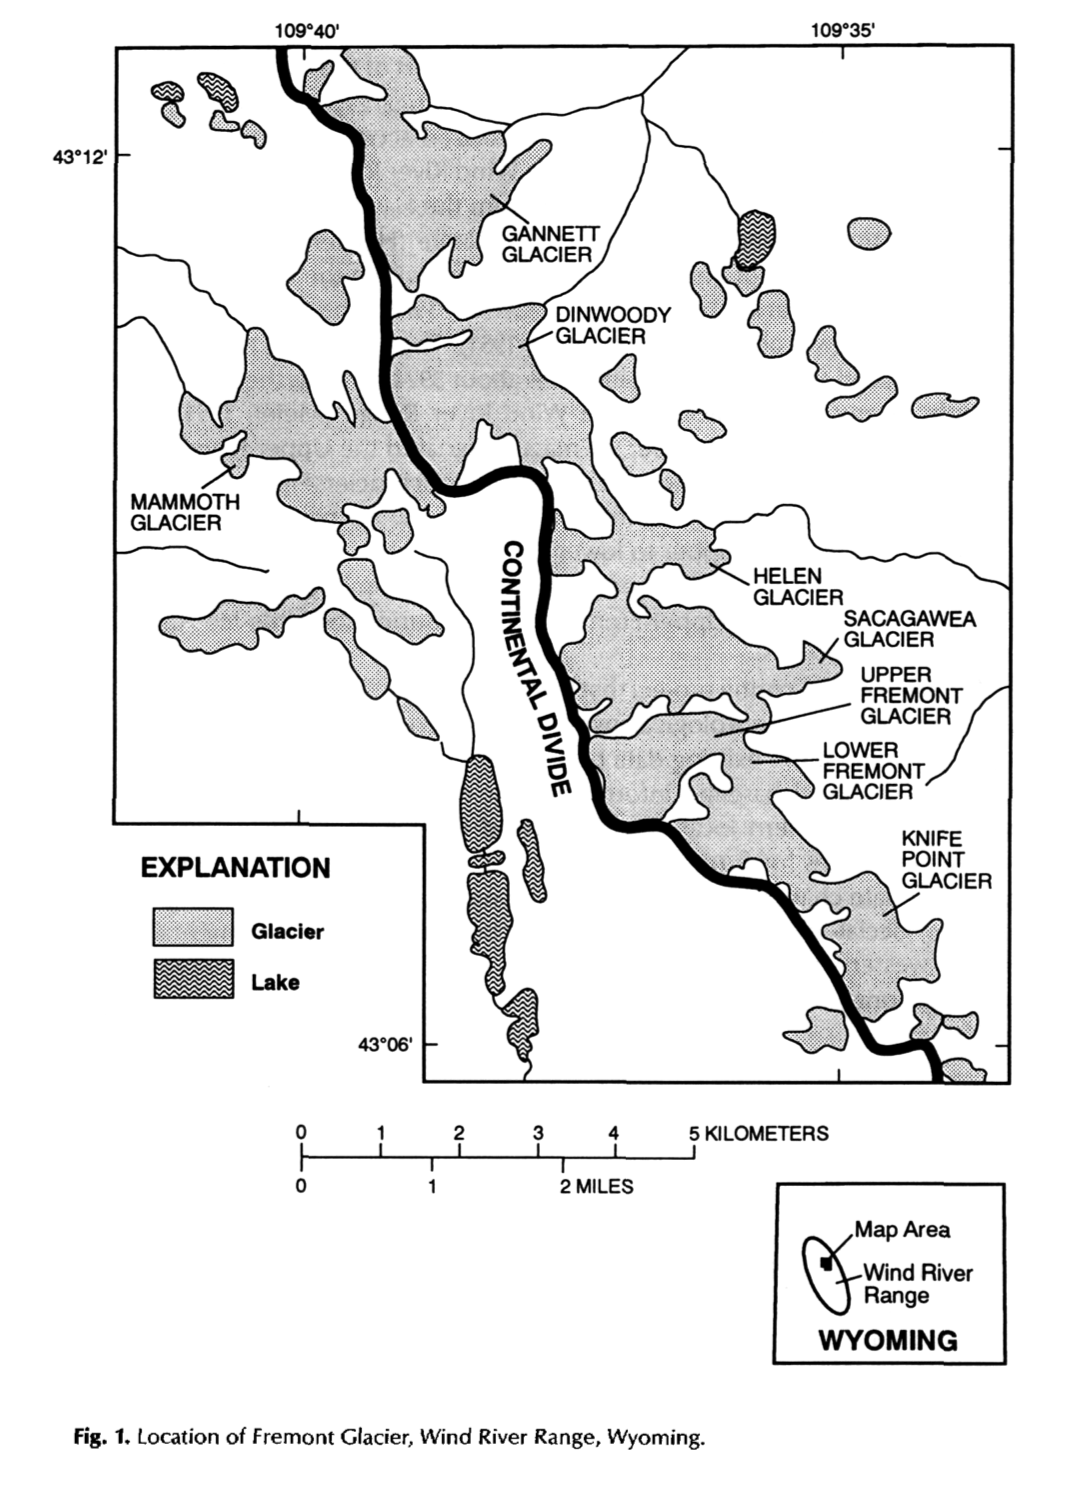 109°40'
109°35'
43°12'
GANNETT
GLACIER
DINWOODY
GLACIER
MAMMOTH
GLACIER
CONTINENTAL DIVIDE
HELEN
GLACIER
SACAGAWEA
GLACIER
UPPER
FREMONT
GLACIER
LOWER
FREMONT
GLACIER
KNIFE
POINT
GLACIER
EXPLANATION
Glacier
Lake
43°06'
0 1 2 3 4 5 KILOMETERS
0 1 2 MILES
Map Area
Wind River
Range
WYOMING
Fig. 1. Location of Fremont Glacier, Wind River Range, Wyoming.